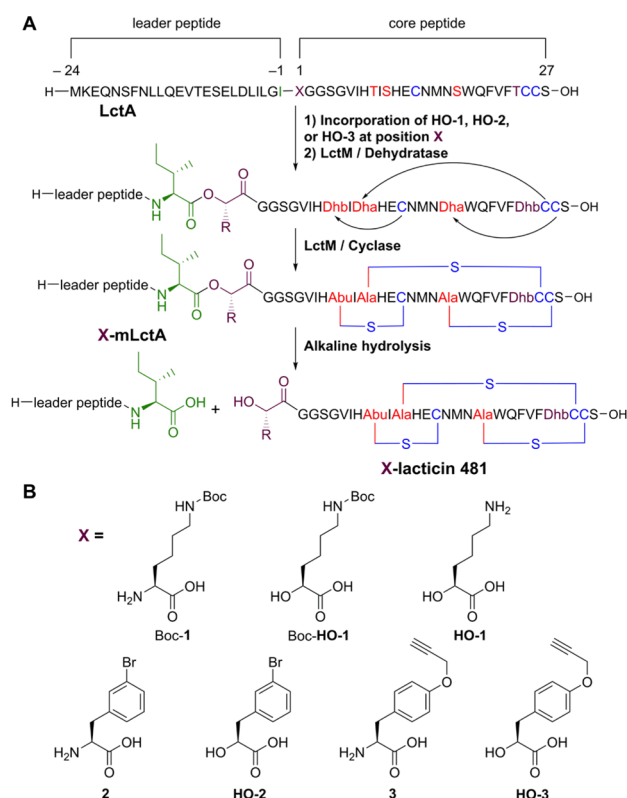 A
leader peptide
core peptide
– 24
–1
1
27
H–MKEQNSFNLLQEVTESELDLILGI–XGGSGVIHTISHECNMNSWQFVFTCCS–OH
LctA
1) Incorporation of HO-1, HO-2,
or HO-3 at position X
2) LctM / Dehydratase
H–leader peptide
N
H
O
O
O
R
GGSGVIHDhbIDhaHECNMNDhaWQFVFDhbCCS–OH
LctM / Cyclase
S
H–leader peptide
N
H
O
O
O
R
GGSGVIHAbuIAlaHECNMNAlaWQFVFDhbCCS–OH
S
S
X-mLctA
Alkaline hydrolysis
S
H–leader peptide
N
H
O
OH
+
HO
O
R
GGSGVIHAbuIAlaHECNMNAlaWQFVFDhbCCS–OH
S
S
X-lacticin 481
B
X =
HN Boc
H2N
OH
O
Boc-1
HN Boc
HO
OH
O
Boc-HO-1
NH2
HO
OH
O
HO-1
Br
H2N
OH
O
2
Br
HO
OH
O
HO-2
O
H2N
OH
O
3
O
HO
OH
O
HO-3